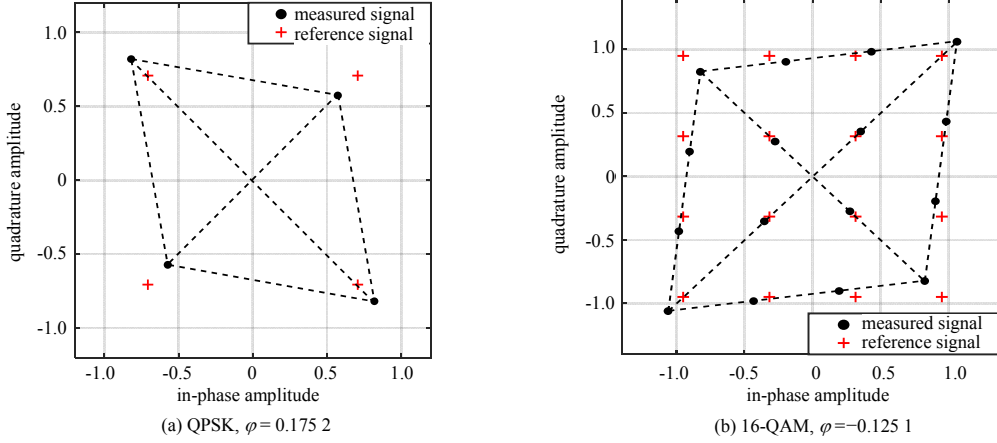 measured signal
reference signal
1.0
0.5
0
-0.5
-1.0
quadrature amplitude
-1.0 -0.5 0 0.5 1.0
in-phase amplitude
(a) QPSK, φ = 0.175 2
1.0
0.5
0
-0.5
-1.0
quadrature amplitude
measured signal
reference signal
-1.0 -0.5 0 0.5 1.0
in-phase amplitude
(b) 16-QAM, φ=−0.125 1